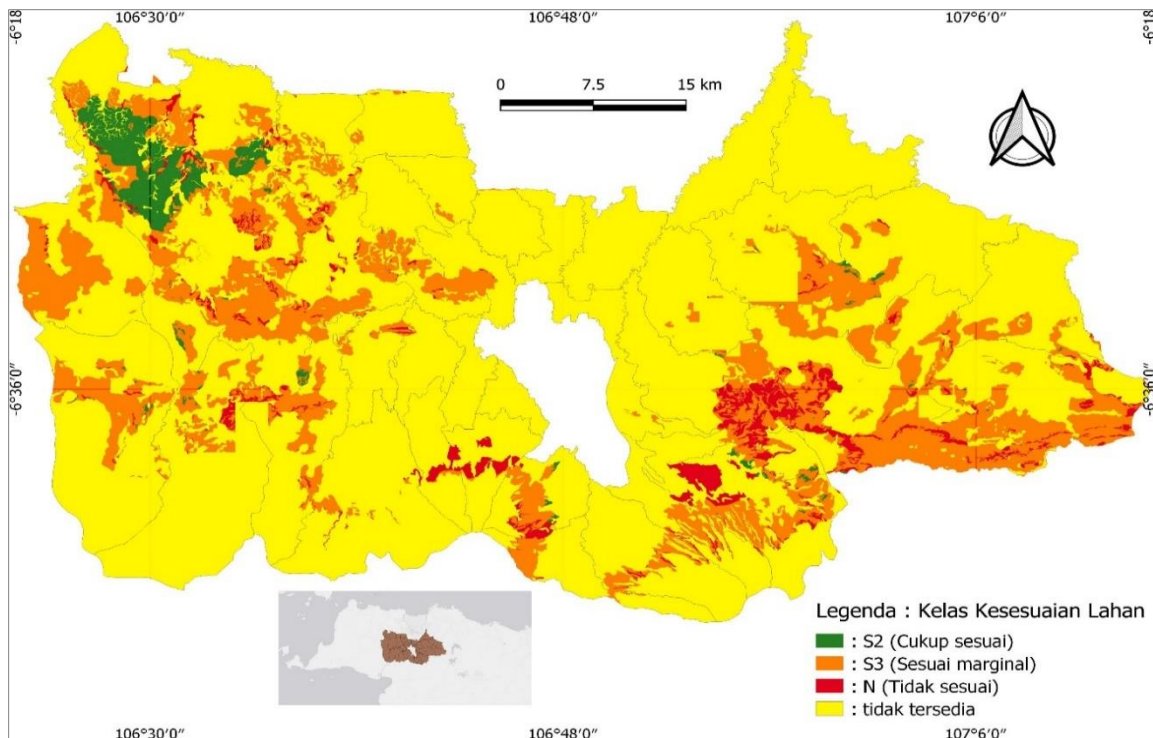 106°30′0″ 106°48′0″ 107°6′0″
-6°18
-6°18
0 7.5 15 km
-6°36′0″
-6°36′0″
Legenda : Kelas Kesesuaian Lahan
: S2 (Cukup sesuai)
: S3 (Sesuai marginal)
: N (Tidak sesuai)
: tidak tersedia
106°30′0″ 106°48′0″ 107°6′0″